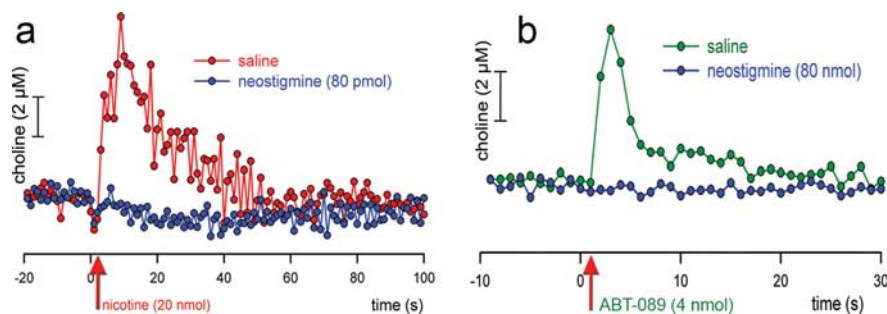 a
saline
neostigmine (80 pmol)
choline (2 µM)
-20 0 20 40 60 80 100
nicotine (20 nmol)
time (s)
b
saline
neostigmine (80 nmol)
choline (2 µM)
-10 0 10 20 30
ABT-089 (4 nmol)
time (s)